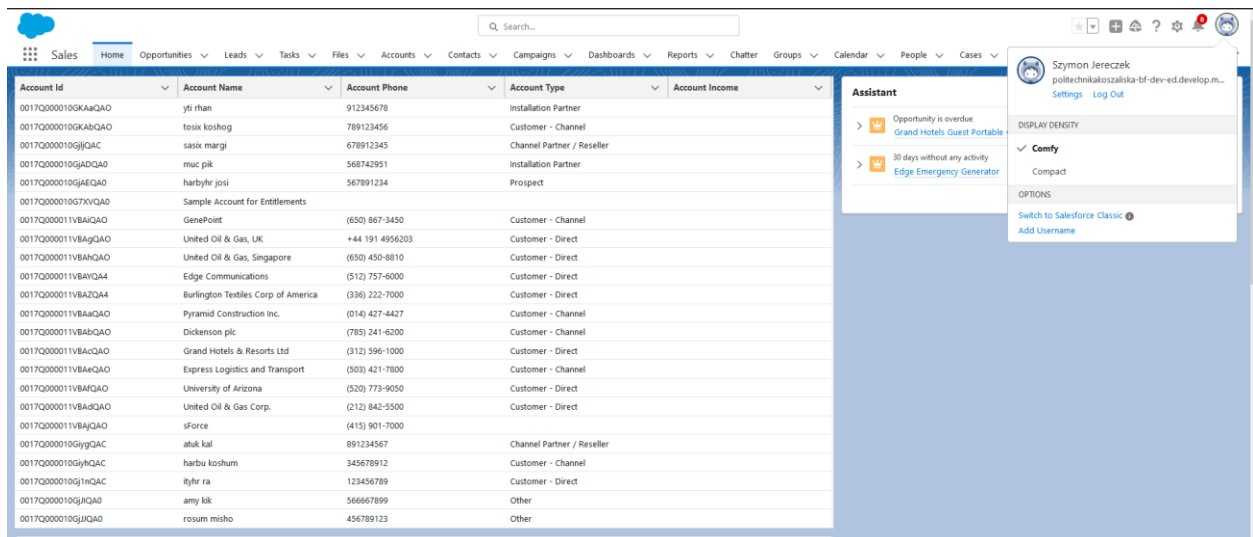 Search...
8
Sales Home Opportunities Leads Tasks Files Accounts Contacts Campaigns Dashboards Reports Chatter Groups Calendar People Cases
Szymon Jereczek
politechnikakoszaliska-bf-dev-ed.develop.m...
Settings Log Out
DISPLAY DENSITY
Comfy
Compact
OPTIONS
Switch to Salesforce Classic
Add Username
Account Id Account Name Account Phone Account Type Account Income
0017Q000010GKAaQAO yti rhan 912345678 Installation Partner
0017Q000010GKAbQAO tosix koshog 789123456 Customer - Channel
sasix margi 678912345 Channel Partner / Reseller
0017Q000010GjADQA0 muc pik 568742951 Installation Partner
0017Q000010GjAEQA0 harbyhr josi 567891234 Prospect
0017Q000010G7XVQA0 Sample Account for Entitlements
0017Q000011VBAiQAO GenePoint (650) 867-3450 Customer - Channel
0017Q000011VBAgQAO United Oil & Gas, UK +44 191 4956203 Customer - Direct
0017Q000011VBAhQAO United Oil & Gas, Singapore (650) 450-8810 Customer - Direct
0017Q000011VBAYQA4 Edge Communications (512) 757-6000 Customer - Direct
0017Q000011VBAZQA4 Burlington Textiles Corp of America (336) 222-7000 Customer - Direct
0017Q000011VBAaQAO Pyramid Construction Inc. (014) 427-4427 Customer - Channel
0017Q000011VBAbQAO Dickenson plc (785) 241-6200 Customer - Channel
0017Q000011VBAcQAO Grand Hotels & Resorts Ltd (312) 596-1000 Customer - Direct
0017Q000011VBAeQAO Express Logistics and Transport (503) 421-7800 Customer - Channel
0017Q000011VBAfQAO University of Arizona (520) 773-9050 Customer - Direct
0017Q000011VBAdQAO United Oil & Gas Corp. (212) 842-5500 Customer - Direct
0017Q000011VBAjQAO sForce (415) 901-7000
0017Q000010GiygQAC atuk kal 891234567 Channel Partner / Reseller
0017Q000010GiyhQAC harbu koshum 345678912 Customer - Channel
0017Q000010Gj1nQAC ityhr ra 123456789 Customer - Direct
amy kik 566667899 Other
rosum misho 456789123 Other
Assistant
Opportunity is overdue
Grand Hotels Guest Portable
30 days without any activity
Edge Emergency Generator